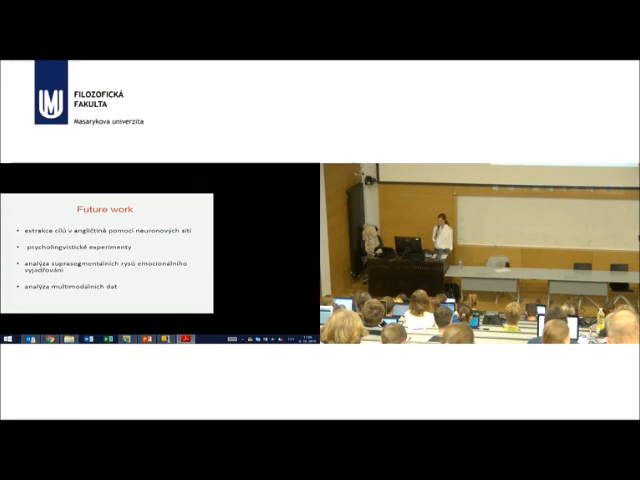 FILOZOFICKÁ
FAKULTA
Masarykova univerzita
Future work
• extrakce cílů v angličtině pomocí neuronových sítí
• psycholingvistické experimenty
• analýza suprasegmentálních rysů emocionálního
vyjadřování
• analýza multimodálních dat